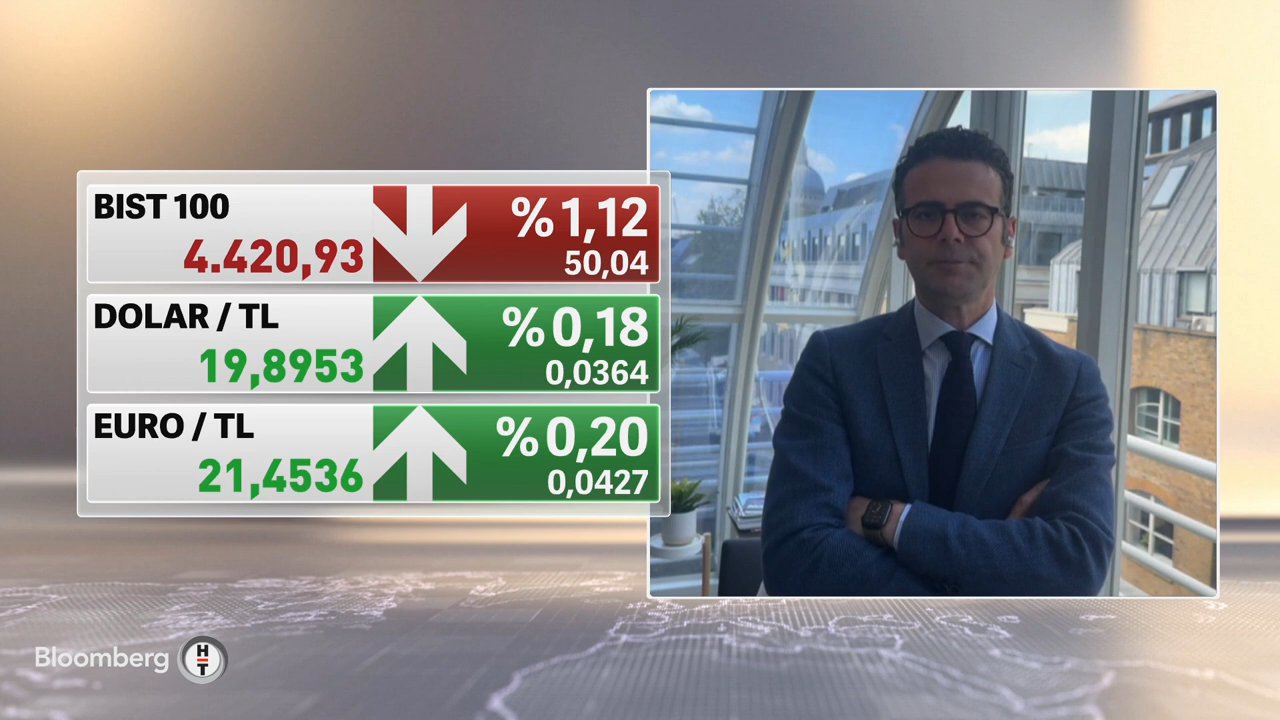 BIST 100
4.420,93
%1,12
50,04
DOLAR / TL
19,8953
%0,18
0,0364
EURO / TL
21,4536
%0,20
0,0427
Bloomberg HT